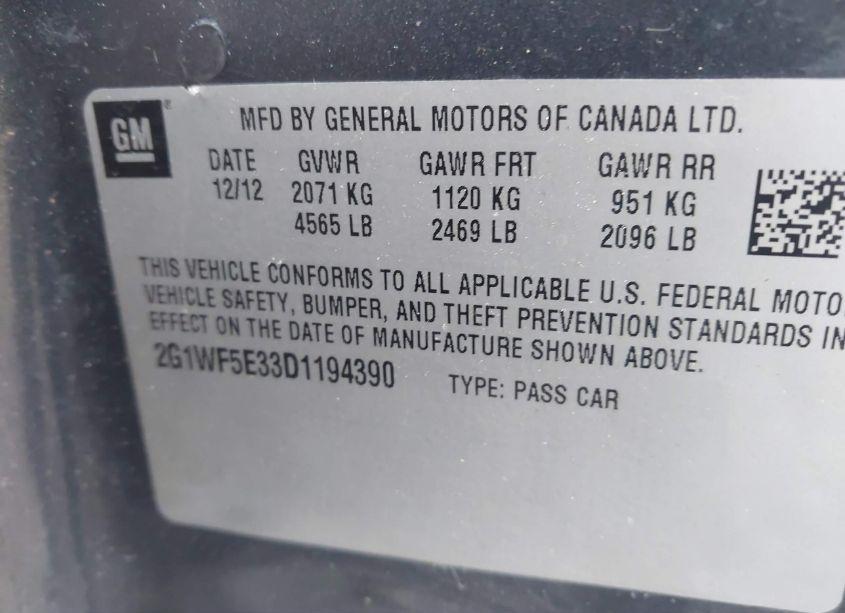 GM®
MFD BY GENERAL MOTORS OF CANADA LTD.
DATE GVWR GAWR FRT GAWR RR
12/12 2071 KG 1120 KG 951 KG
4565 LB 2469 LB 2096 LB
THIS VEHICLE CONFORMS TO ALL APPLICABLE U.S. FEDERAL MOTO
VEHICLE SAFETY, BUMPER, AND THEFT PREVENTION STANDARDS IN
EFFECT ON THE DATE OF MANUFACTURE SHOWN ABOVE.
2G1WF5E33D1194390 TYPE: PASS CAR